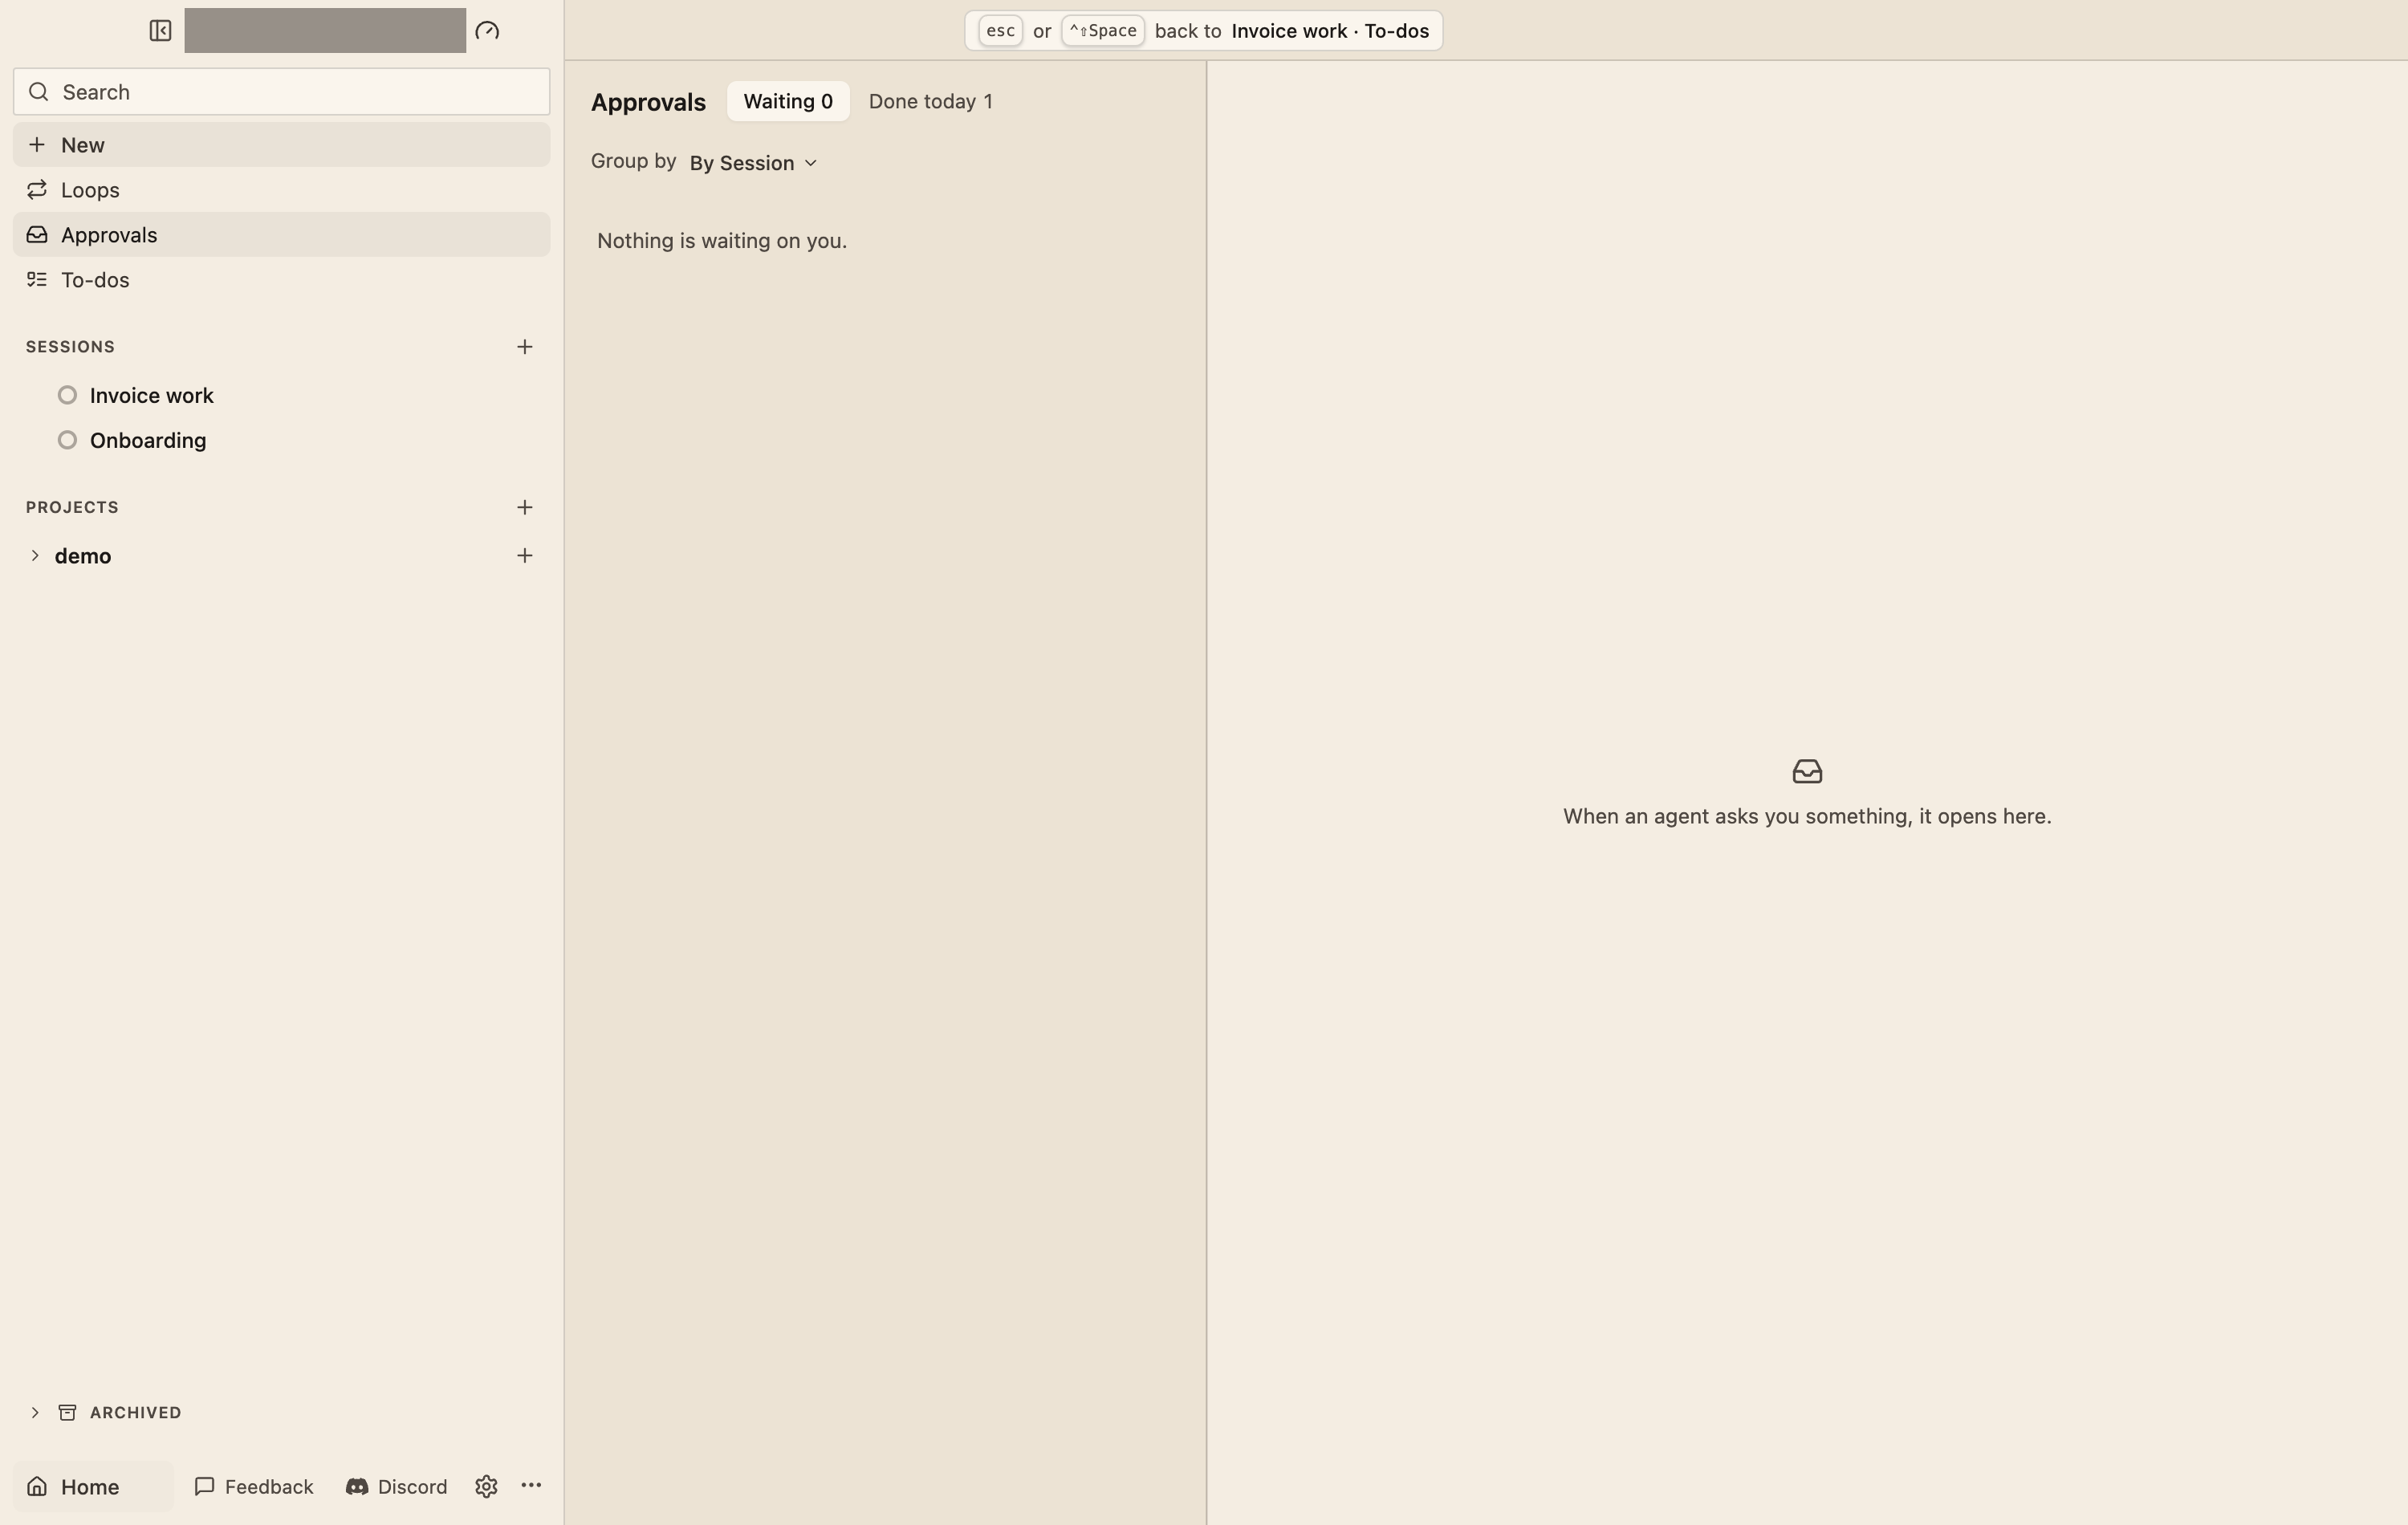 esc or ^⇧Space back to Invoice work · To-dos
Search
New
Loops
Approvals
To-dos
SESSIONS
Invoice work
Onboarding
PROJECTS
demo
ARCHIVED
Home Feedback Discord
Approvals Waiting 0 Done today 1
Group by By Session
Nothing is waiting on you.
When an agent asks you something, it opens here.